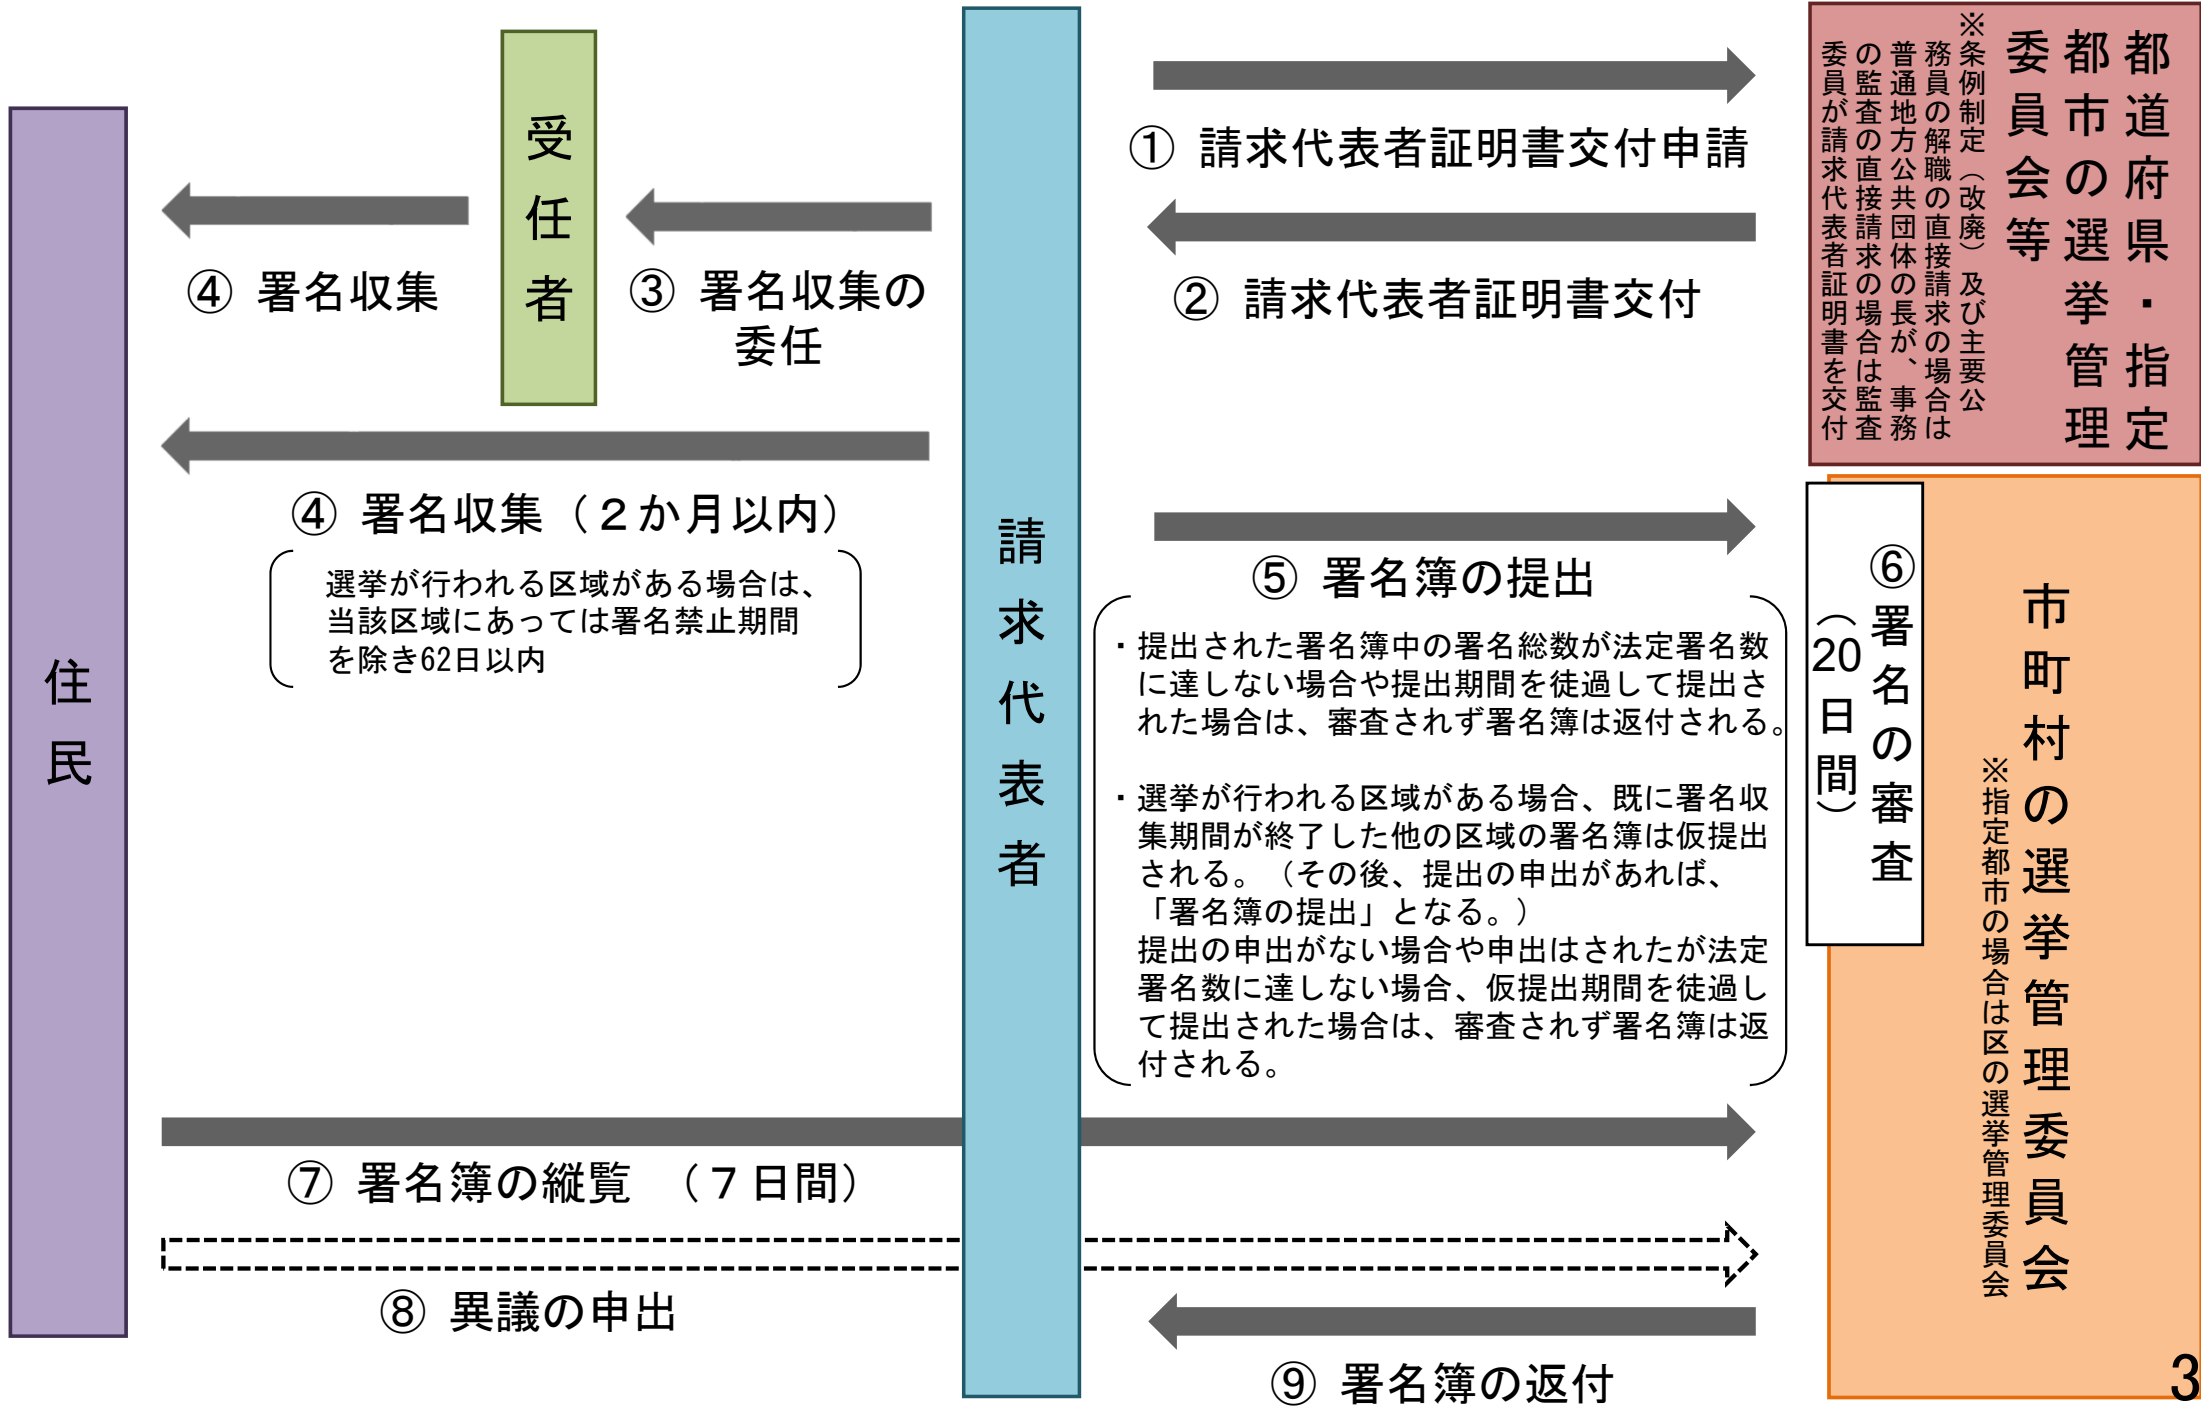 住民
受任者
請求代表者
① 請求代表者証明書交付申請
② 請求代表者証明書交付
③ 署名収集の
委任
④ 署名収集
④ 署名収集（２か月以内）
選挙が行われる区域がある場合は、
当該区域にあっては署名禁止期間
を除き62日以内
⑤ 署名簿の提出
・提出された署名簿中の署名総数が法定署名数
に達しない場合や提出期間を徒過して提出さ
れた場合は、審査されず署名簿は返付される。
・選挙が行われる区域がある場合、既に署名収
集期間が終了した他の区域の署名簿は仮提出
される。（その後、提出の申出があれば、
「署名簿の提出」となる。）
提出の申出がない場合や申出はされたが法定
署名数に達しない場合、仮提出期間を徒過し
て提出された場合は、審査されず署名簿は返
付される。
⑥署名の審査
（20日間）
⑦ 署名簿の縦覧　（７日間）
⑧ 異議の申出
⑨ 署名簿の返付
都道府県・指定
都市の選挙管理
委員会等
※条例制定（改廃）及び主要公
務員の解職の直接請求の場合は
普通地方公共団体の長が、事務
の監査の直接請求の場合は監査
委員が請求代表者証明書を交付
市町村の選挙管理委員会
※指定都市の場合は区の選挙管理委員会
3